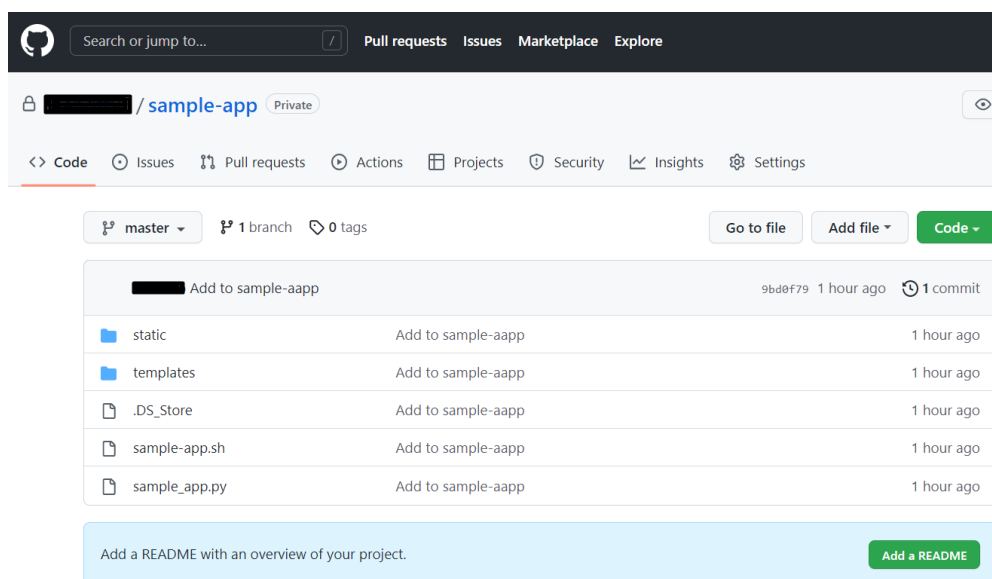 Search or jump to... / Pull requests Issues Marketplace Explore
/ sample-app Private
<> Code Issues Pull requests Actions Projects Security Insights Settings
master 1 branch 0 tags Go to file Add file Code
Add to sample-aapp 9bd0f79 1 hour ago 1 commit
static Add to sample-aapp 1 hour ago
templates Add to sample-aapp 1 hour ago
.DS_Store Add to sample-aapp 1 hour ago
sample-app.sh Add to sample-aapp 1 hour ago
sample_app.py Add to sample-aapp 1 hour ago
Add a README with an overview of your project. Add a README